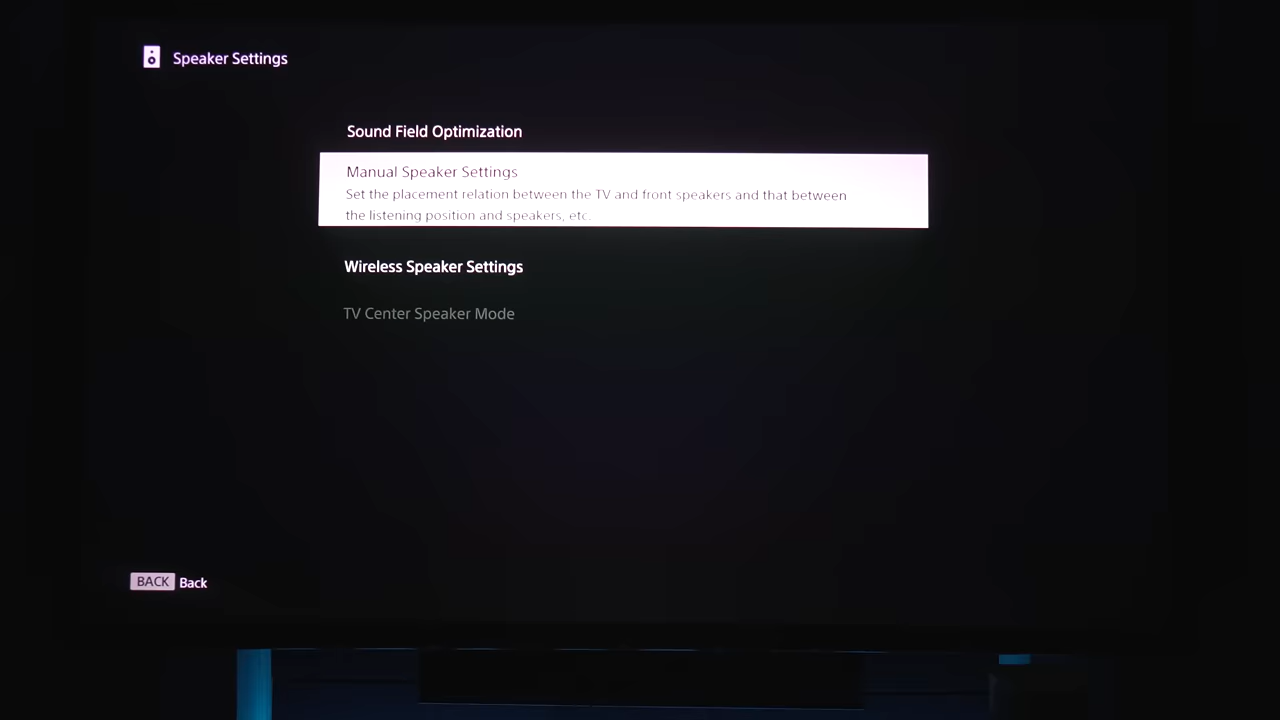 Speaker Settings
Sound Field Optimization
Manual Speaker Settings
Set the placement relation between the TV and front speakers and that between
the listening position and speakers, etc.
Wireless Speaker Settings
TV Center Speaker Mode
BACK Back